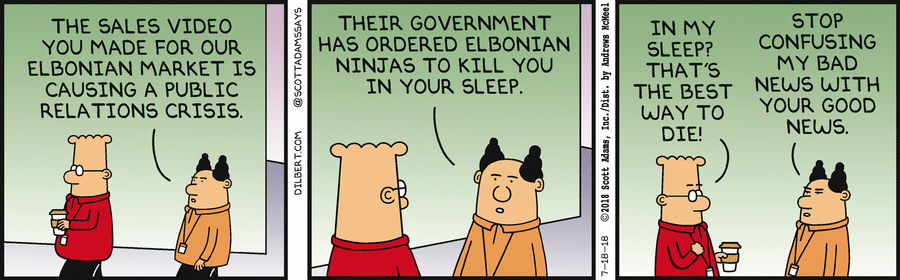 THE SALES VIDEO
YOU MADE FOR OUR
ELBONIAN MARKET IS
CAUSING A PUBLIC
RELATIONS CRISIS.
DILBERT.COM @SCOTTADAMSSAYS
THEIR GOVERNMENT
HAS ORDERED ELBONIAN
NINJAS TO KILL YOU
IN YOUR SLEEP.
7-18-18 ©2018 Scott Adams, Inc./Dist. by Andrews McMeel
IN MY
SLEEP?
THAT'S
THE BEST
WAY TO
DIE!
STOP
CONFUSING
MY BAD
NEWS WITH
YOUR GOOD
NEWS.